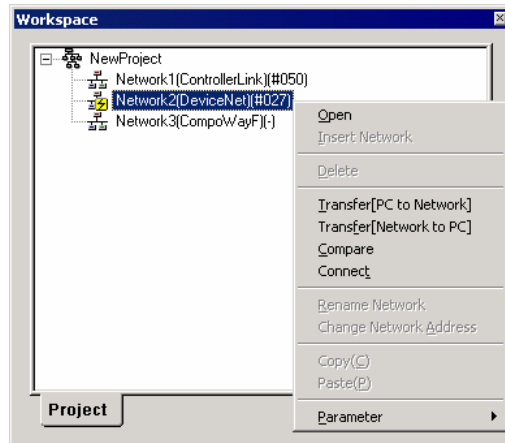 Workspace
NewProject
Network1(ControllerLink)(#050)
Network2(DeviceNet)(#027)
Network3(CompoWayF)(-)
Open
Insert Network
Delete
Transfer[PC to Network]
Transfer[Network to PC]
Compare
Connect
Rename Network
Change Network Address
Copy(C)
Paste(P)
Parameter
Project